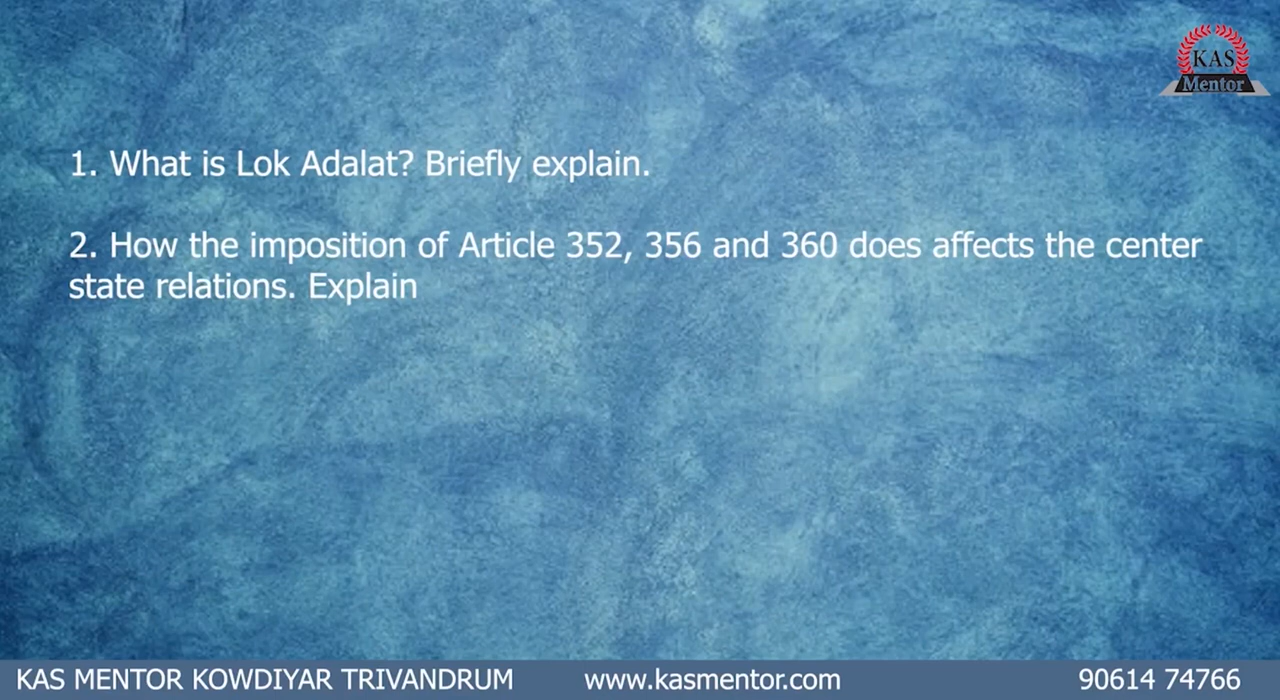 KAS
Mentor
1. What is Lok Adalat? Briefly explain.
2. How the imposition of Article 352, 356 and 360 does affects the center
state relations. Explain
KAS MENTOR KOWDIYAR TRIVANDRUM www.kasmentor.com 90614 74766